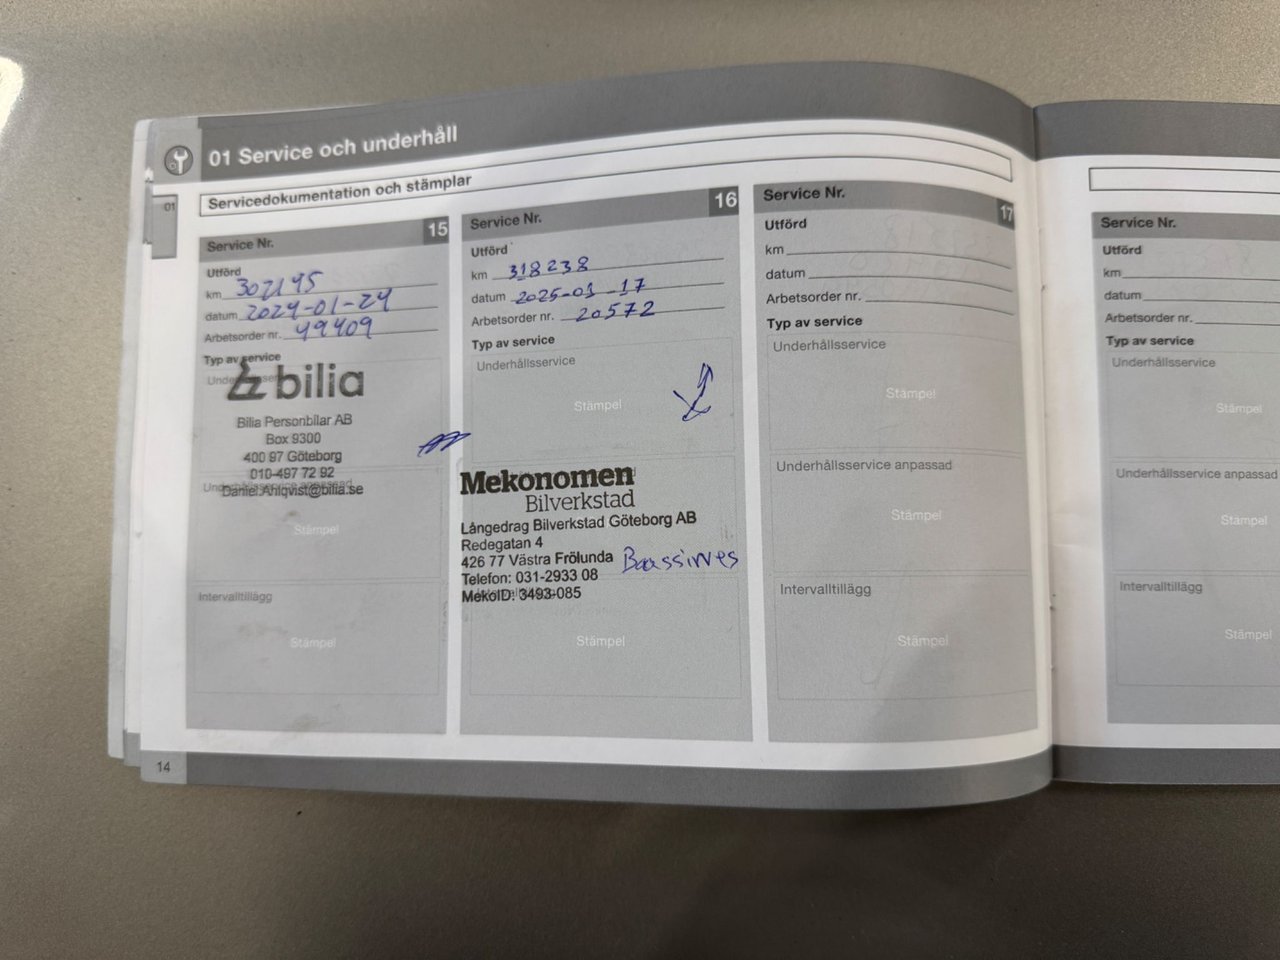 01 Service och underhåll
01
Servicedokumentation och stämplar
Service Nr. 15
Utförd
km 302195
datum 2024-01-24
Arbetsorder nr. 49409
Typ av service
Underhållsservice
bilia
Bilia Personbilar AB
Box 9300
400 97 Göteborg
010-497 72 92
Underhållsservice anpassad
Daniel.Ahlqvist@bilia.se
Stämpel
Intervalltillägg
Stämpel
Service Nr. 16
Utförd
km 318238
datum 2025-01-17
Arbetsorder nr. 20572
Typ av service
Underhållsservice
Stämpel
Mekonomen
Bilverkstad
Långedrag Bilverkstad Göteborg AB
Redegatan 4
426 77 Västra Frölunda
Telefon: 031-2933 08
MekoID: 3493-085
Stämpel
Service Nr. 17
Utförd
km
datum
Arbetsorder nr.
Typ av service
Underhållsservice
Stämpel
Underhållsservice anpassad
Stämpel
Intervalltillägg
Stämpel
14
Service Nr.
Utförd
km
datum
Arbetsorder nr.
Typ av service
Underhållsservice
Stämpel
Underhållsservice anpassad
Stämpel
Intervalltillägg
Stämpel